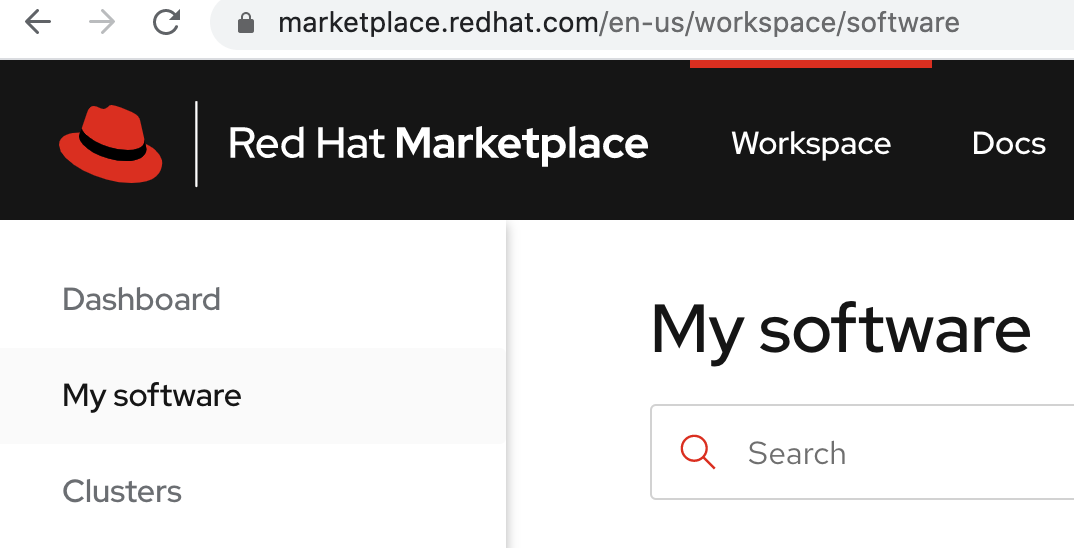 marketplace.redhat.com/en-us/workspace/software
Red Hat Marketplace Workspace Docs
Dashboard
My software
Clusters
My software
Search